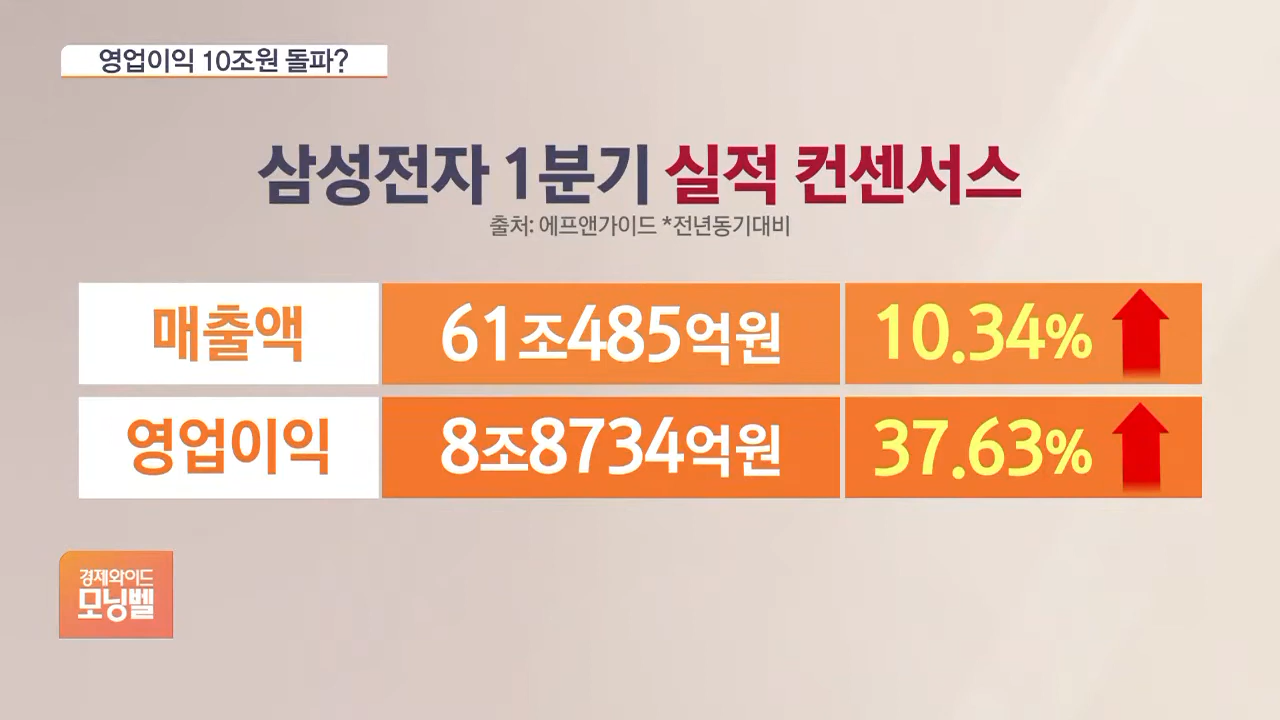 영업이익 10조원 돌파?
삼성전자 1분기 실적 컨센서스
출처: 에프앤가이드 *전년동기대비
매출액 61조485억원 10.34%
영업이익 8조8734억원 37.63%
경제와이드
모닝벨